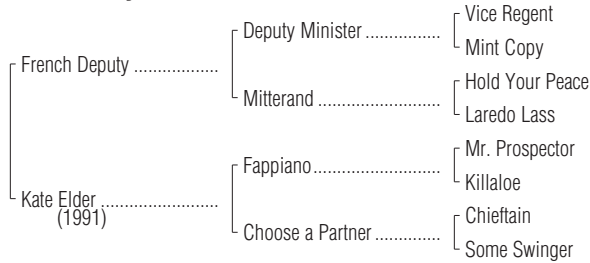 Vice Regent
Deputy Minister ................
Mint Copy
French Deputy ..................
Hold Your Peace
Mitterand ..........................
Laredo Lass
Mr. Prospector
Fappiano ...........................
Killaloe
Kate Elder .........................
(1991)
Chieftain
Choose a Partner ..............
Some Swinger